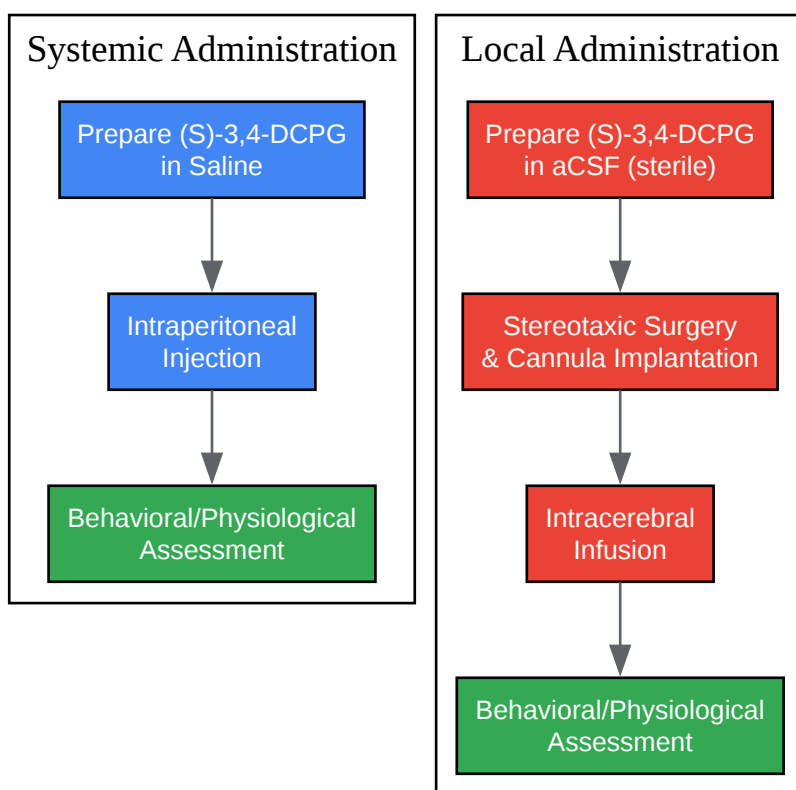 Systemic Administration
Prepare (S)-3,4-DCPG
in Saline
Intraperitoneal
Injection
Behavioral/Physiological
Assessment
Local Administration
Prepare (S)-3,4-DCPG
in aCSF (sterile)
Stereotaxic Surgery
& Cannula Implantation
Intracerebral
Infusion
Behavioral/Physiological
Assessment